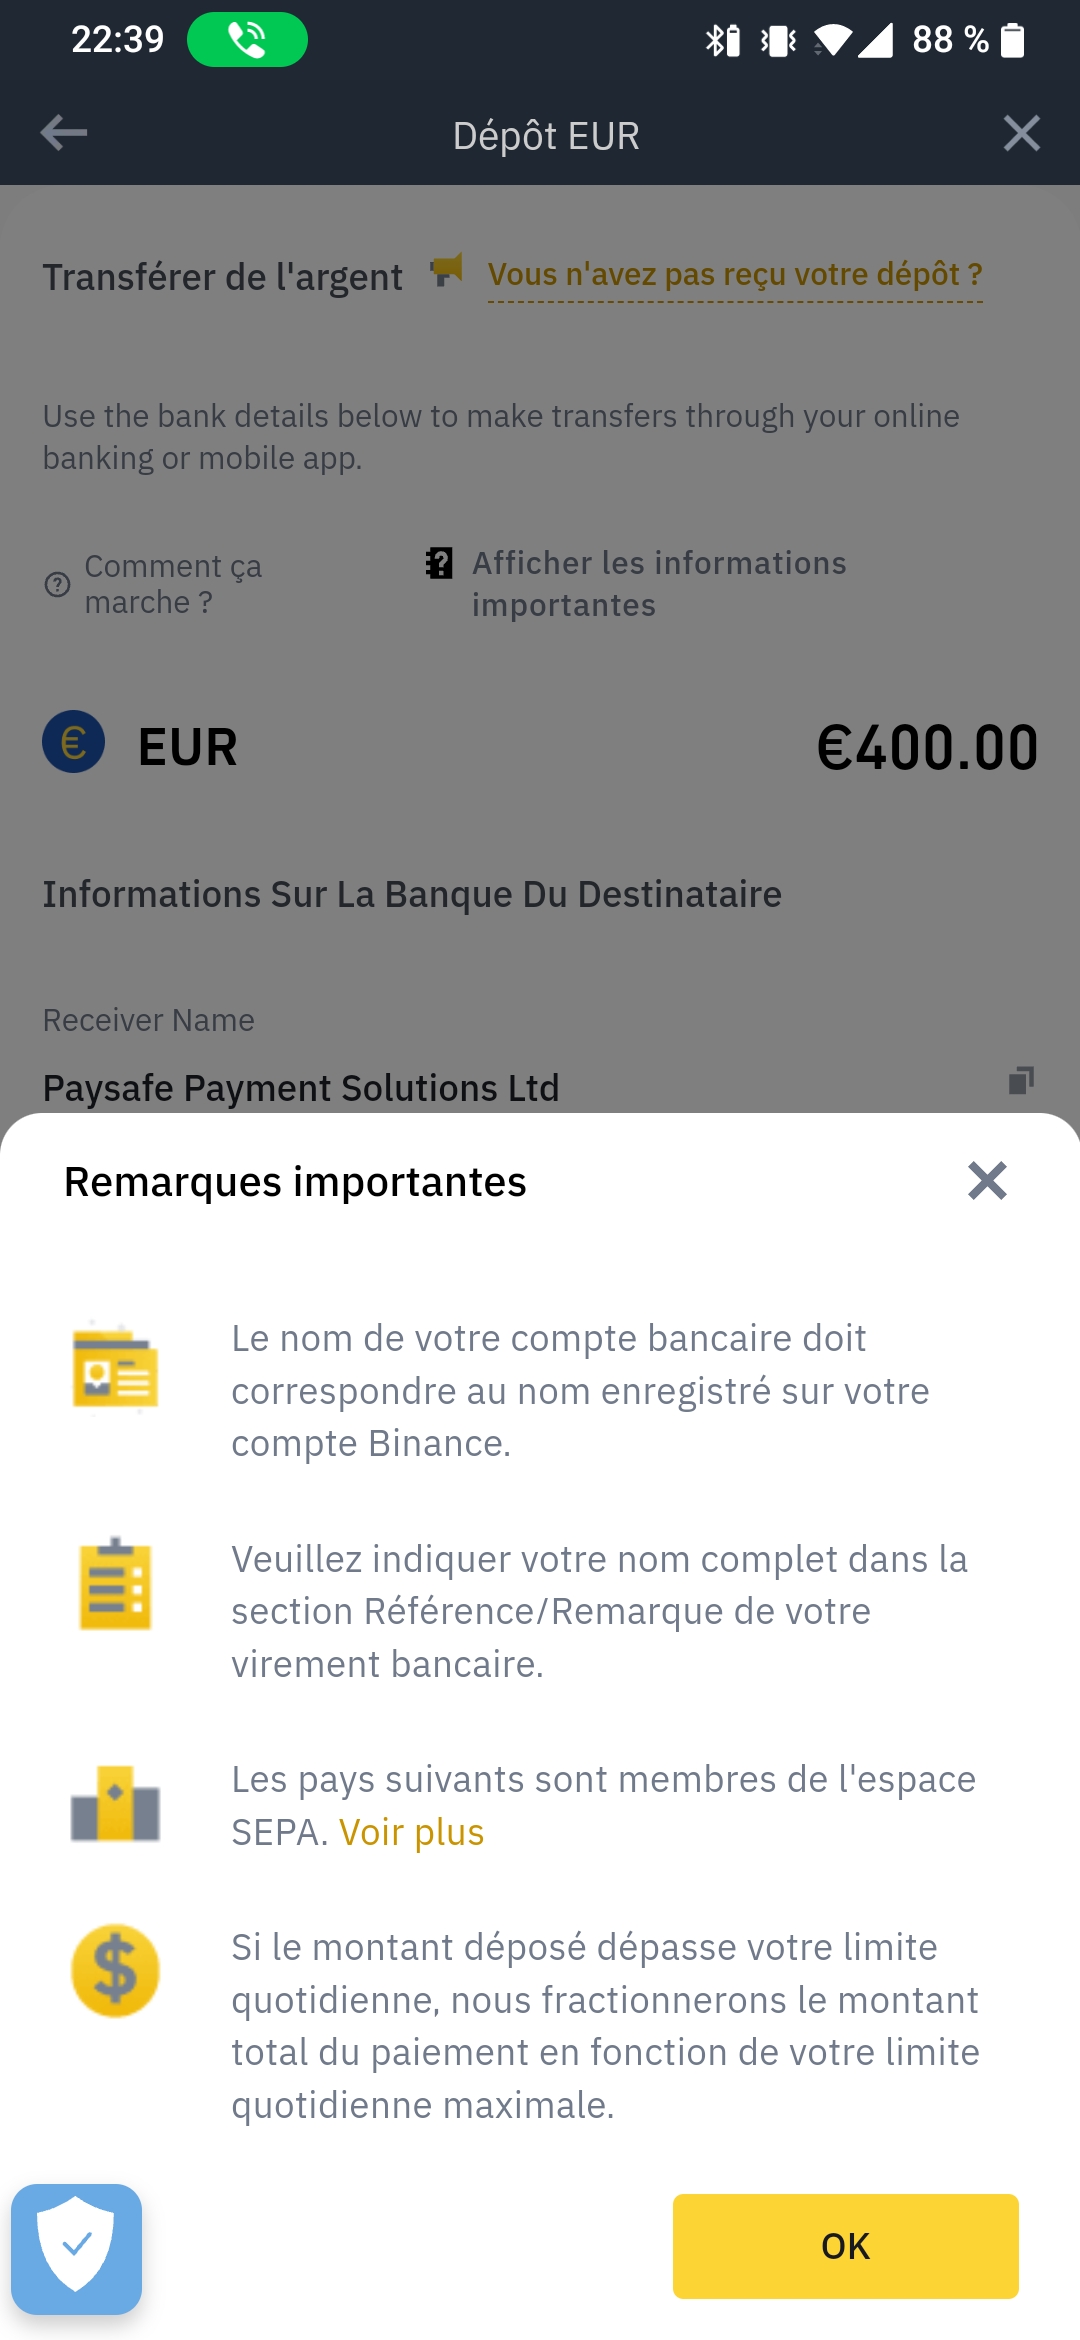 22:39
88 %
Dépôt EUR
Transférer de l'argent
Vous n'avez pas reçu votre dépôt ?
Use the bank details below to make transfers through your online
banking or mobile app.
Comment ça
marche ?
Afficher les informations
importantes
EUR
€400.00
Informations Sur La Banque Du Destinataire
Receiver Name
Paysafe Payment Solutions Ltd
Remarques importantes
Le nom de votre compte bancaire doit
correspondre au nom enregistré sur votre
compte Binance.
Veuillez indiquer votre nom complet dans la
section Référence/Remarque de votre
virement bancaire.
Les pays suivants sont membres de l'espace
SEPA. Voir plus
Si le montant déposé dépasse votre limite
quotidienne, nous fractionnerons le montant
total du paiement en fonction de votre limite
quotidienne maximale.
OK